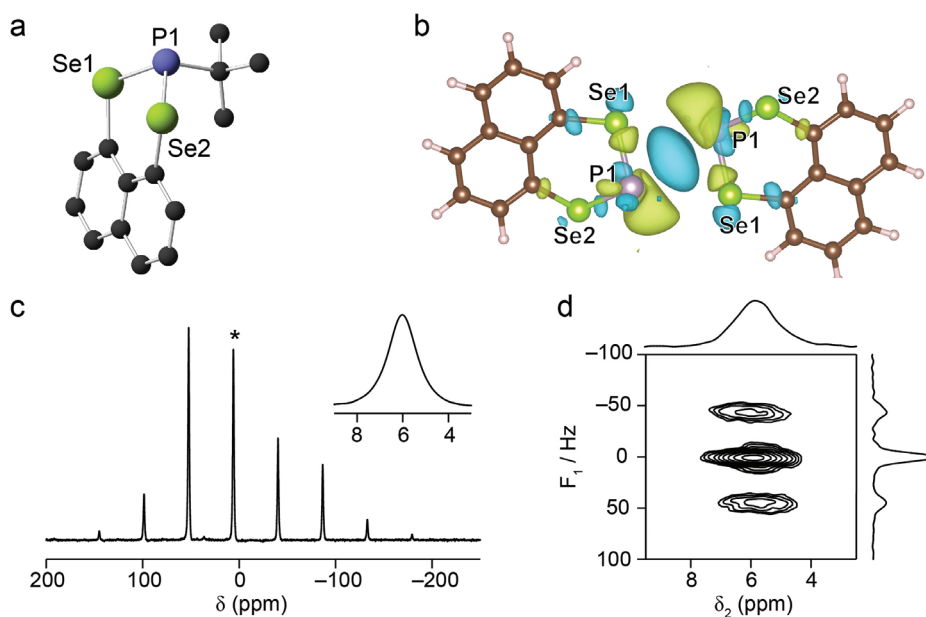 a
P1
Se1
Se2
b
Se1
Se2
P1
P1
Se2
Se1
c
*
8 6 4
200 100 0 −100 −200
δ (ppm)
d
−100
−50
0
50
100
F1 / Hz
8 6 4
δ2 (ppm)